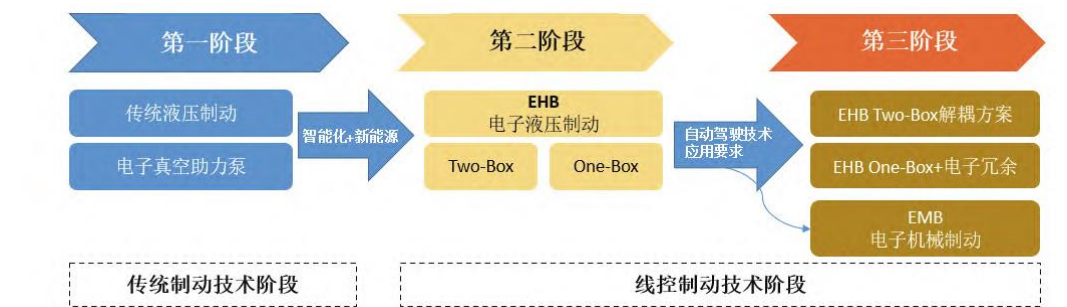 第一阶段
第二阶段
第三阶段
传统液压制动
电子真空助力泵
智能化+新能源
EHB
电子液压制动
Two-Box
One-Box
自动驾驶技术
应用要求
EHB Two-Box解耦方案
EHB One-Box+电子冗余
EMB
电子机械制动
传统制动技术阶段
线控制动技术阶段